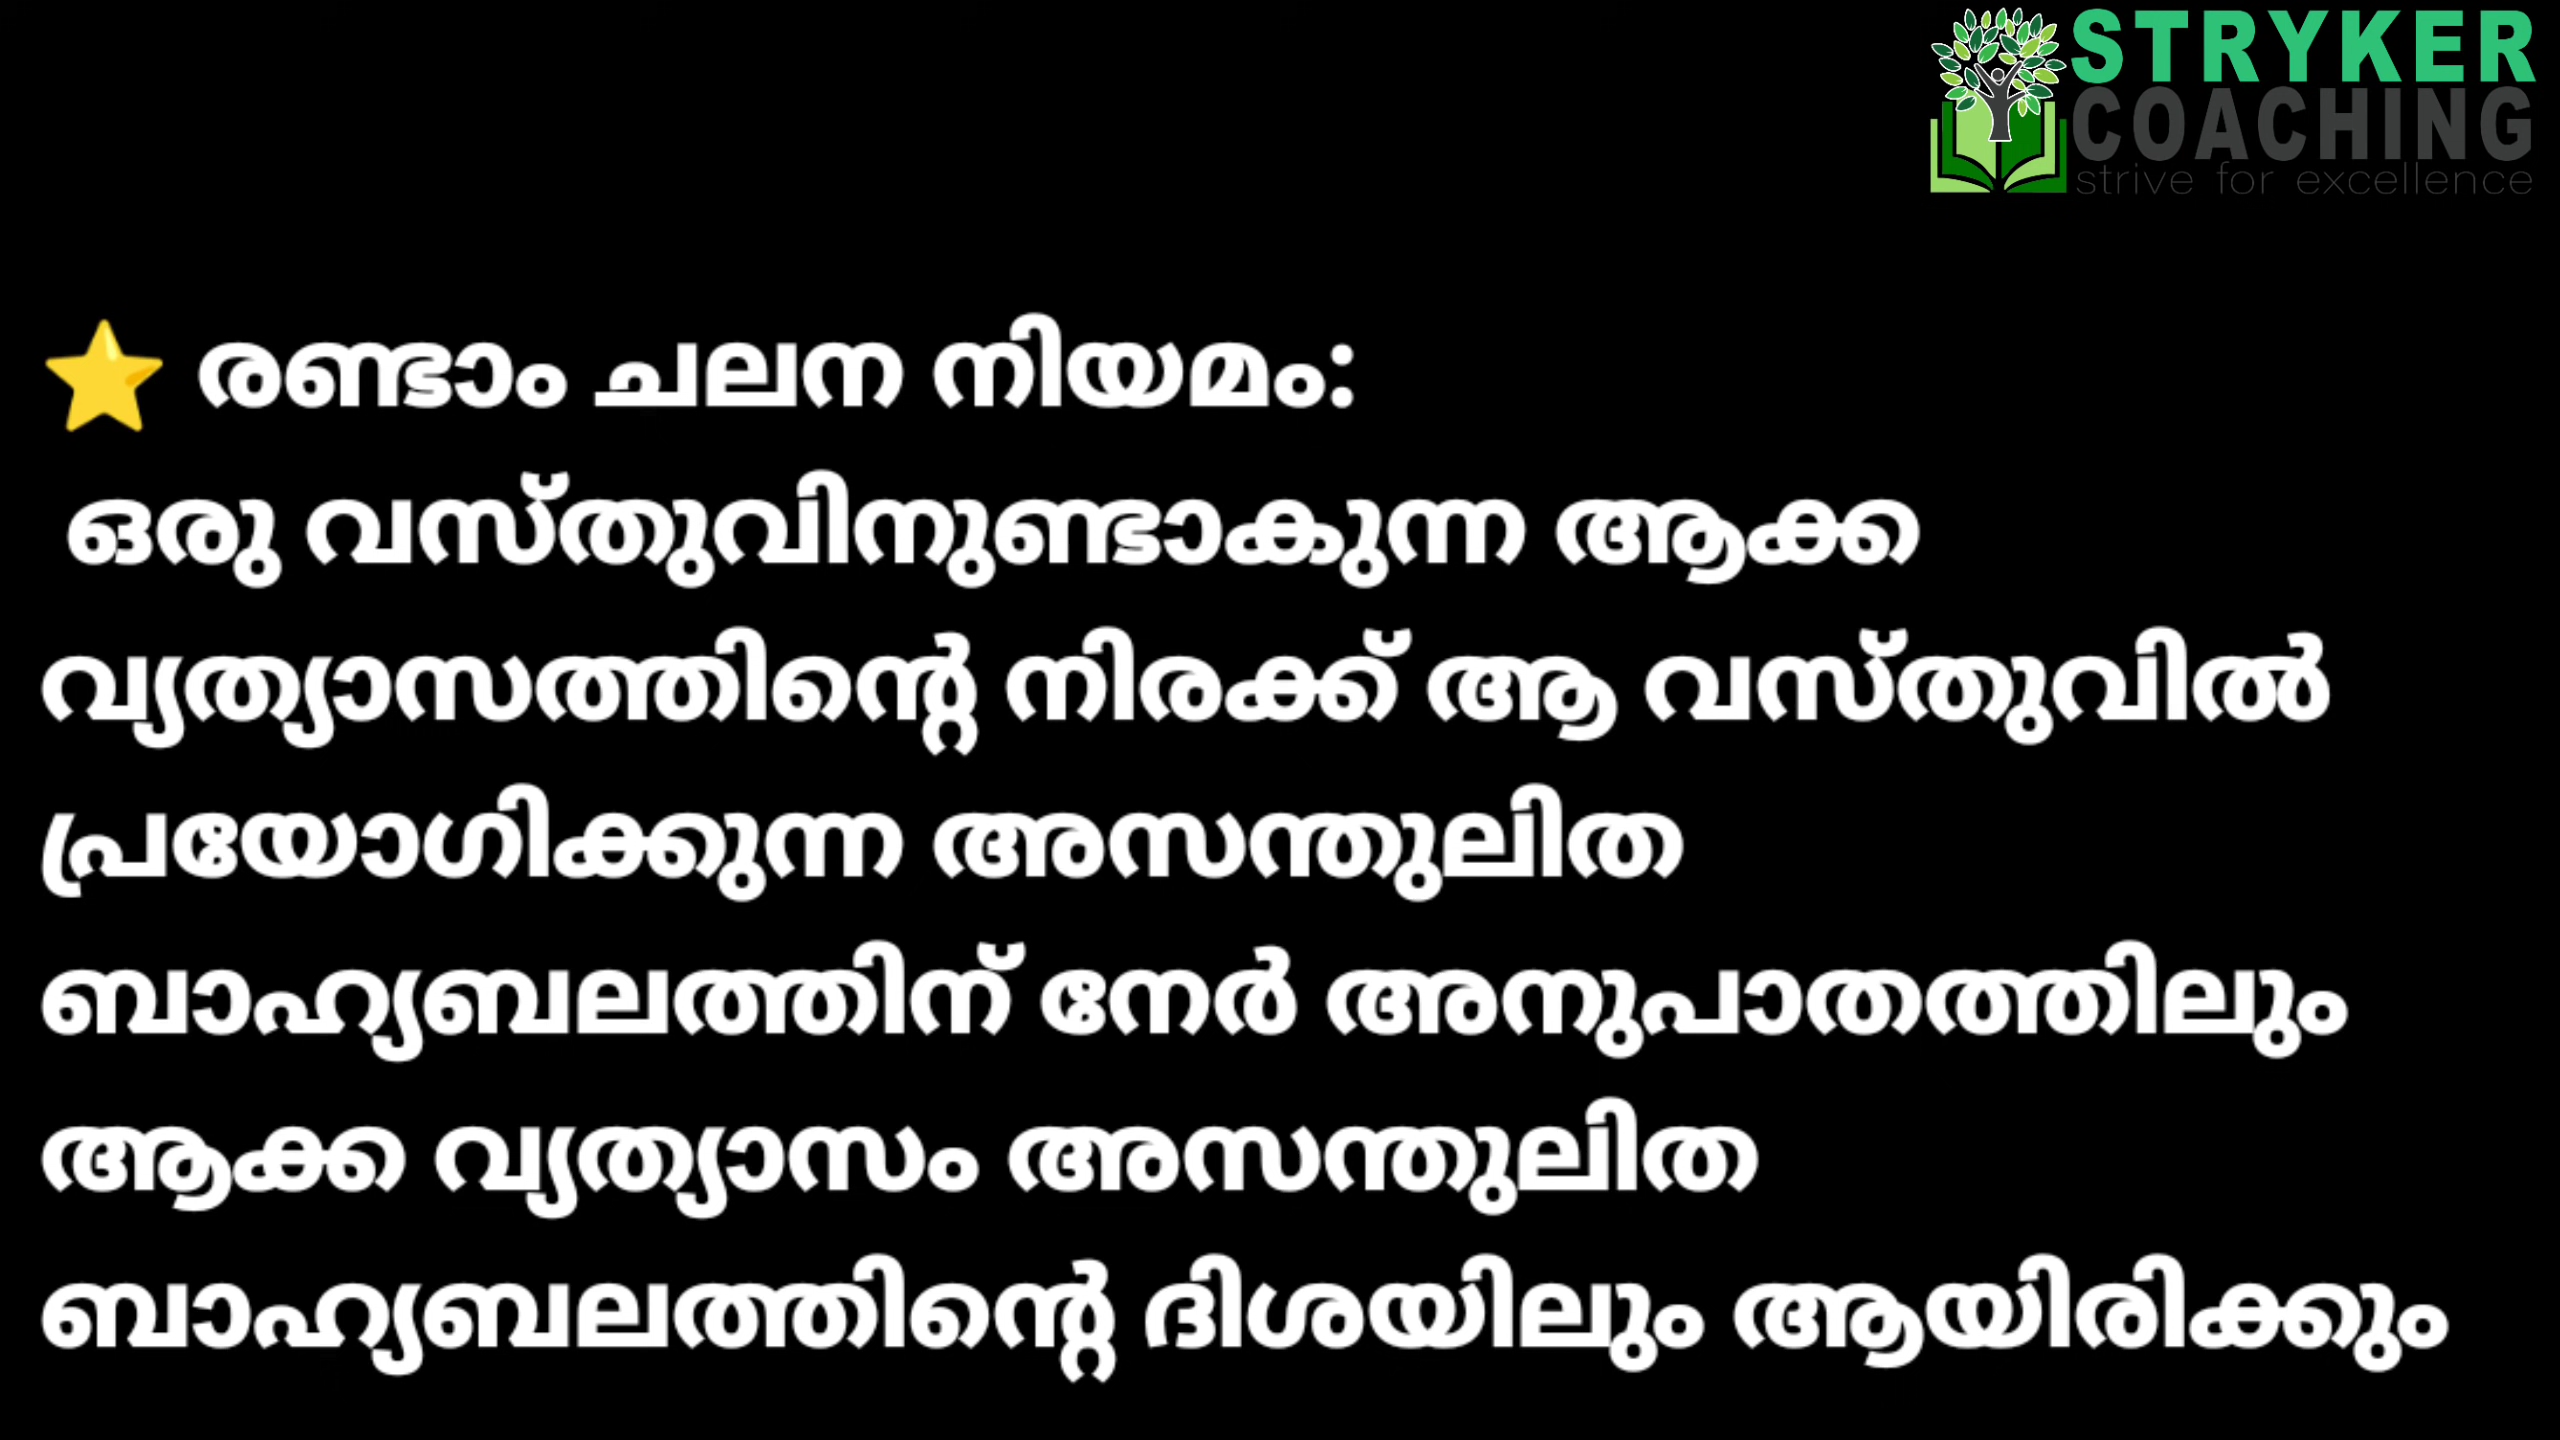 STRYKER
COACHING
strive for excellence
⭐ രണ്ടാം ചലന നിയമം:
ഒരു വസ്തുവിനുണ്ടാകുന്ന ആക്ക
വ്യത്യാസത്തിന്റെ നിരക്ക് ആ വസ്തുവിൽ
പ്രയോഗിക്കുന്ന അസന്തുലിത
ബാഹ്യബലത്തിന് നേർ അനുപാതത്തിലും
ആക്ക വ്യത്യാസം അസന്തുലിത
ബാഹ്യബലത്തിന്റെ ദിശയിലും ആയിരിക്കും